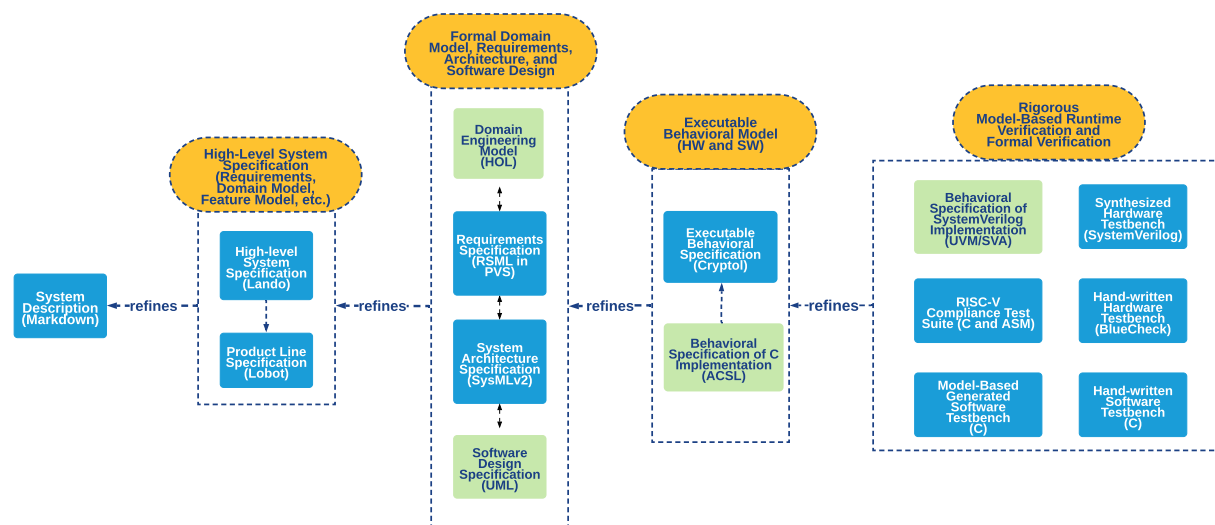 System
Description
(Markdown)
refines
High-Level System
Specification
(Requirements,
Domain Model,
Feature Model, etc.)
High-level
System
Specification
(Lando)
Product Line
Specification
(Lobot)
refines
Formal Domain
Model, Requirements,
Architecture, and
Software Design
Domain
Engineering
Model
(HOL)
Requirements
Specification
(RSML in
PVS)
System
Architecture
Specification
(SysMLv2)
Software
Design
Specification
(UML)
refines
Executable
Behavioral Model
(HW and SW)
Executable
Behavioral
Specification
(Cryptol)
Behavioral
Specification of C
Implementation
(ACSL)
refines
Rigorous
Model-Based Runtime
Verification and
Formal Verification
Behavioral
Specification of
SystemVerilog
Implementation
(UVM/SVA)
Synthesized
Hardware
Testbench
(SystemVerilog)
RISC-V
Compliance Test
Suite (C and ASM)
Hand-written
Hardware
Testbench
(BlueCheck)
Model-Based
Generated
Software
Testbench
(C)
Hand-written
Software
Testbench
(C)